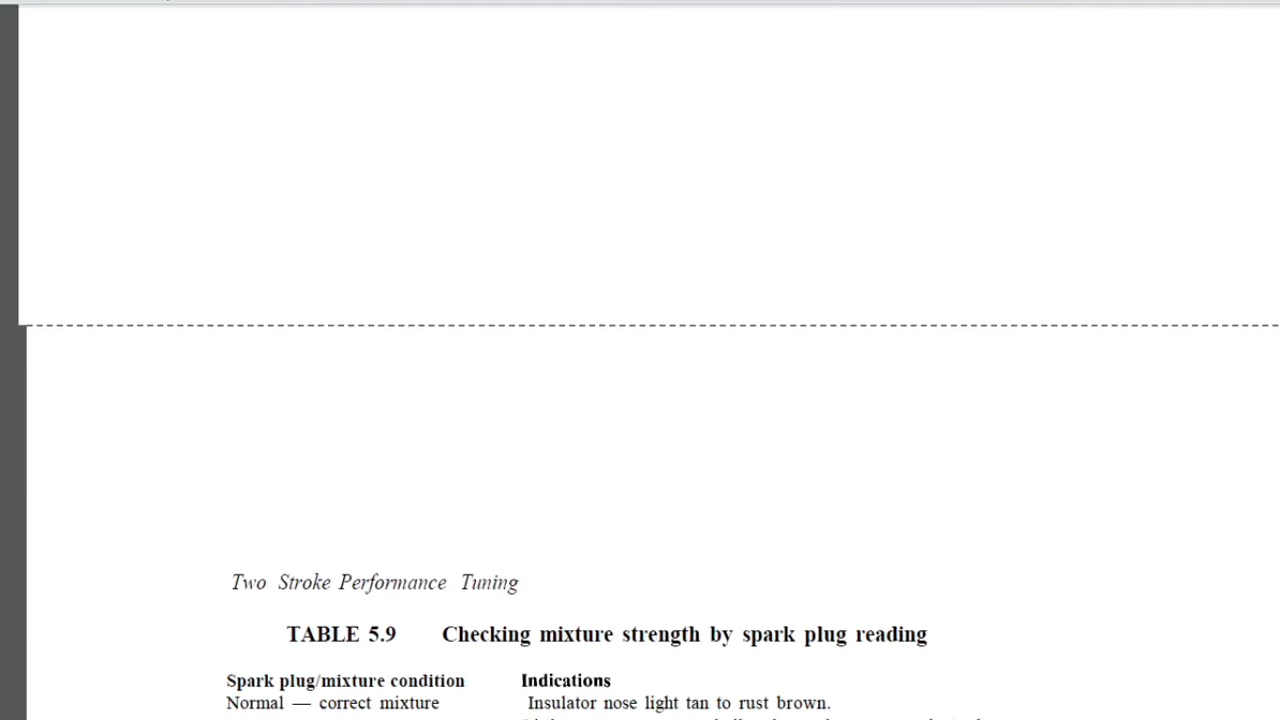 Two Stroke Performance Tuning
TABLE 5.9 Checking mixture strength by spark plug reading
Spark plug/mixture condition Indications
Normal — correct mixture Insulator nose light tan to rust brown.